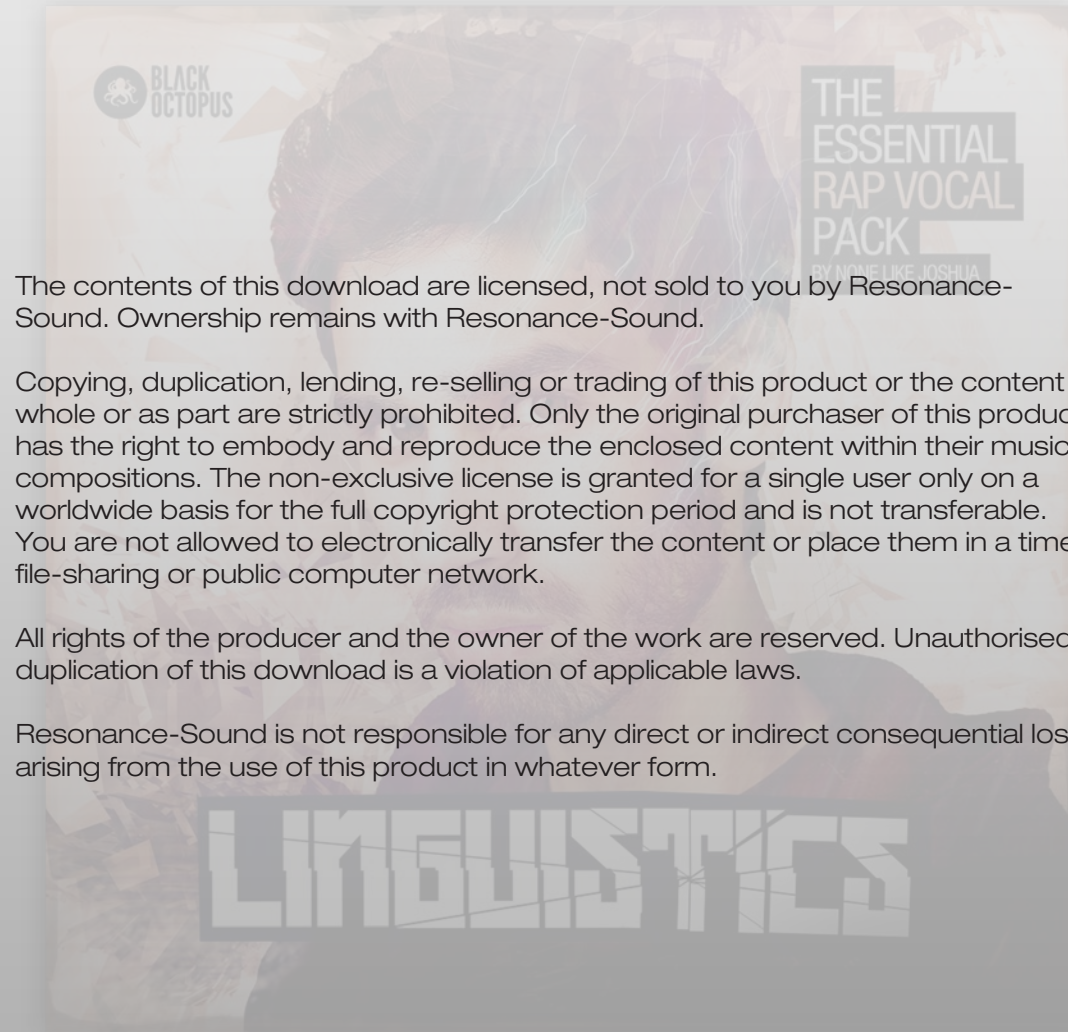 BLACK
OCTOPUS
THE
ESSENTIAL
RAP VOCAL
PACK
BY NONE LIKE JOSHUA
The contents of this download are licensed, not sold to you by Resonance-
Sound. Ownership remains with Resonance-Sound.
Copying, duplication, lending, re-selling or trading of this product or the content
whole or as part are strictly prohibited. Only the original purchaser of this produc
has the right to embody and reproduce the enclosed content within their music
compositions. The non-exclusive license is granted for a single user only on a
worldwide basis for the full copyright protection period and is not transferable.
You are not allowed to electronically transfer the content or place them in a time
file-sharing or public computer network.
All rights of the producer and the owner of the work are reserved. Unauthorised
duplication of this download is a violation of applicable laws.
Resonance-Sound is not responsible for any direct or indirect consequential los
arising from the use of this product in whatever form.
LINGUISTICS